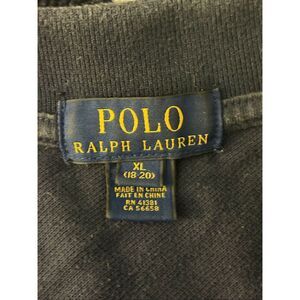 POLO
RALPH LAUREN
XL
(18-20)
MADE IN CHINA
FAIT EN CHINE
RN 41381
CA 56658